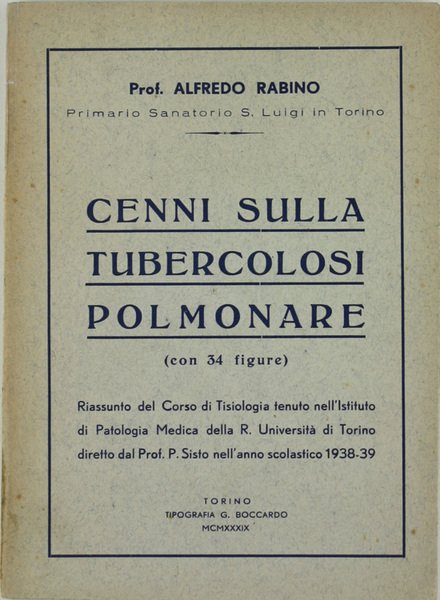 Prof. ALFREDO RABINO
Primario Sanatorio S. Luigi in Torino
CENNI SULLA
TUBERCOLOSI
POLMONARE
(con 34 figure)
Riassunto del Corso di Tisiologia tenuto nell'Istituto
di Patologia Medica della R. Università di Torino
diretto dal Prof. P. Sisto nell'anno scolastico 1938-39
TORINO
TIPOGRAFIA G. BOCCARDO
MCMXXXIX